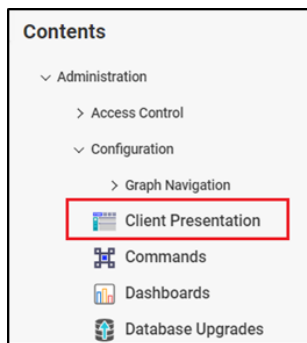 Contents
Administration
Access Control
Configuration
Graph Navigation
Client Presentation
Commands
Dashboards
Database Upgrades